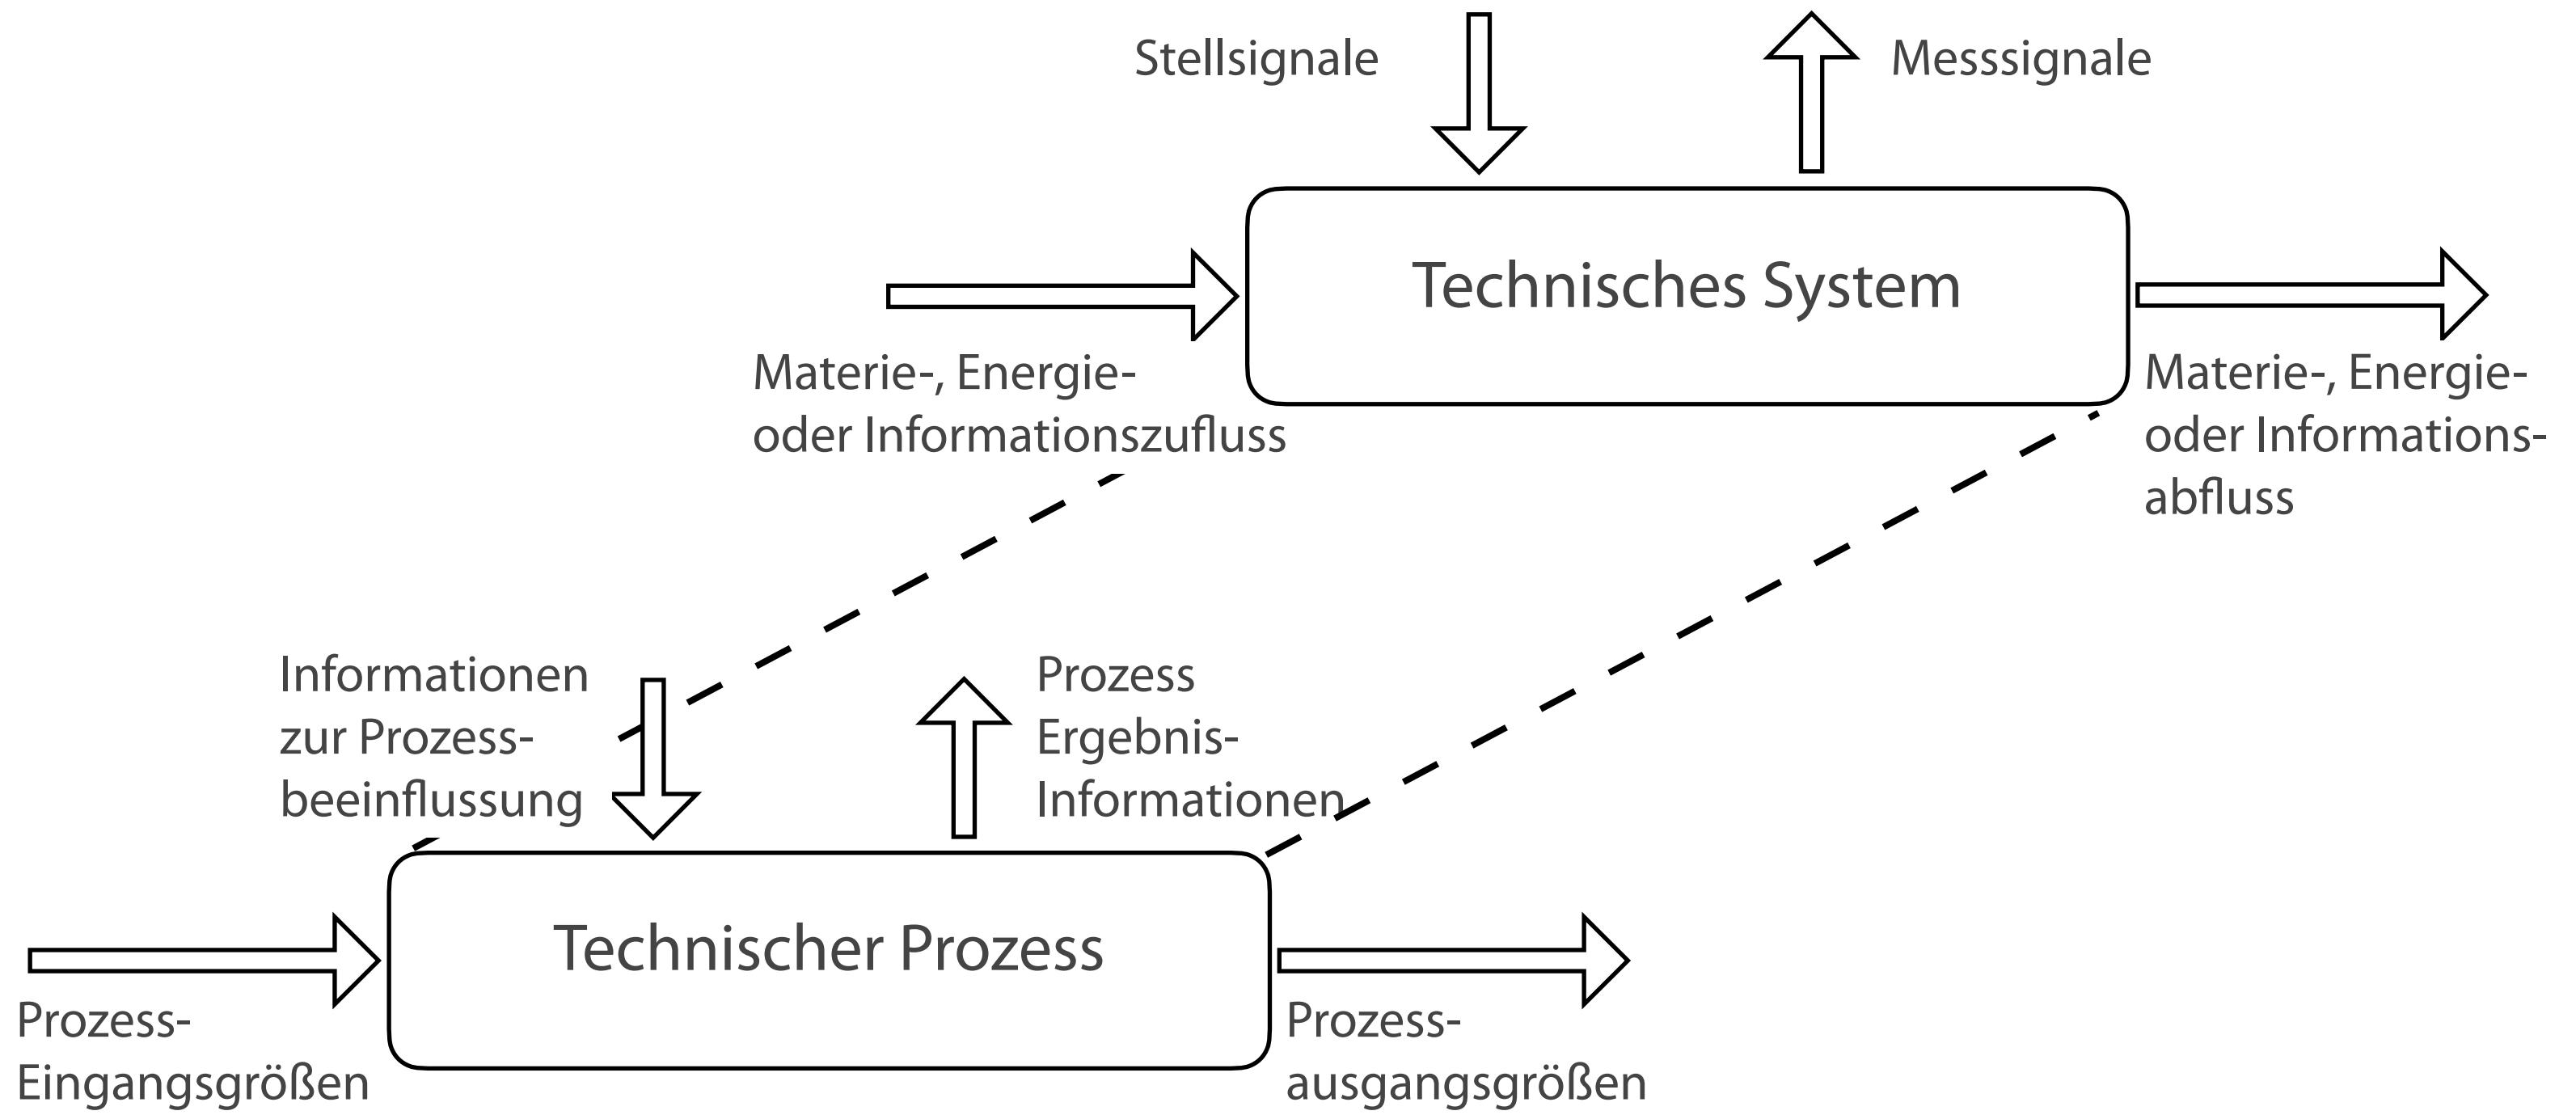 Stellsignale
Messsignale
Technisches System
Materie-, Energie-
oder Informationszufluss
Materie-, Energie-
oder Informations-
abfluss
Informationen
zur Prozess-
beeinflussung
Prozess
Ergebnis-
Informationen
Technischer Prozess
Prozess-
Eingangsgrößen
Prozess-
ausgangsgrößen